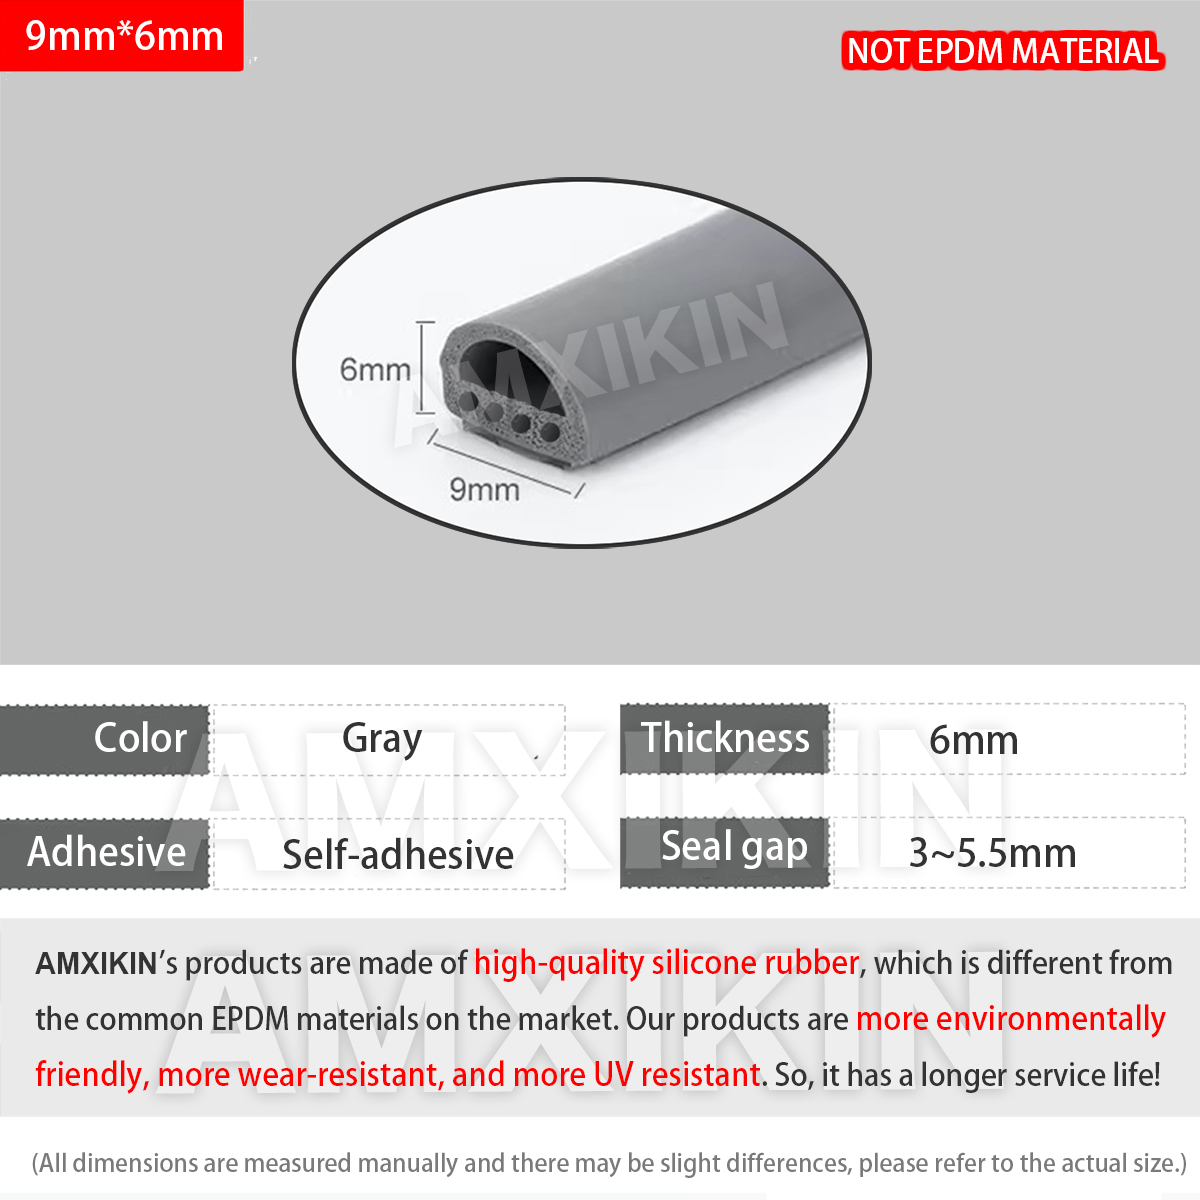 9mm*6mm
NOT EPDM MATERIAL
AMXIKIN
6mm
9mm
Color
Gray
Thickness
6mm
Adhesive
Self-adhesive
Seal gap
3~5.5mm
AMXIKIN
AMXIKIN's products are made of high-quality silicone rubber, which is different from
the common EPDM materials on the market. Our products are more environmentally
friendly, more wear-resistant, and more UV resistant. So, it has a longer service life!
AMXIKIN
(All dimensions are measured manually and there may be slight differences, please refer to the actual size.)